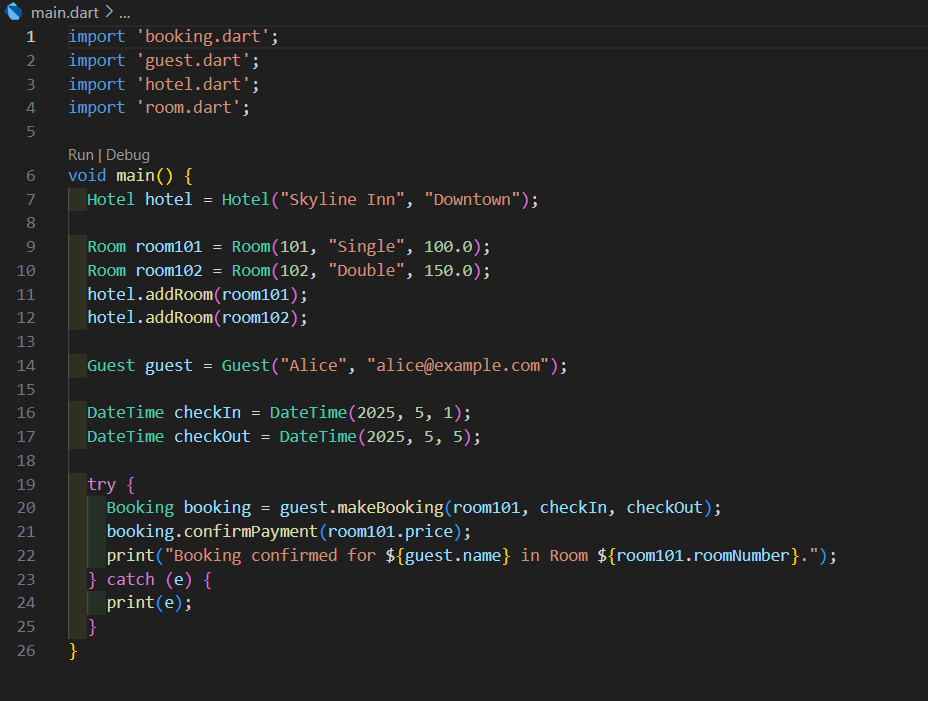 main.dart > ...
1 import 'booking.dart';
2 import 'guest.dart';
3 import 'hotel.dart';
4 import 'room.dart';
5
Run | Debug
6 void main() {
7   Hotel hotel = Hotel("Skyline Inn", "Downtown");
8
9   Room room101 = Room(101, "Single", 100.0);
10   Room room102 = Room(102, "Double", 150.0);
11   hotel.addRoom(room101);
12   hotel.addRoom(room102);
13
14   Guest guest = Guest("Alice", "alice@example.com");
15
16   DateTime checkIn = DateTime(2025, 5, 1);
17   DateTime checkOut = DateTime(2025, 5, 5);
18
19   try {
20     Booking booking = guest.makeBooking(room101, checkIn, checkOut);
21     booking.confirmPayment(room101.price);
22     print("Booking confirmed for ${guest.name} in Room ${room101.roomNumber}.");
23   } catch (e) {
24     print(e);
25   }
26 }